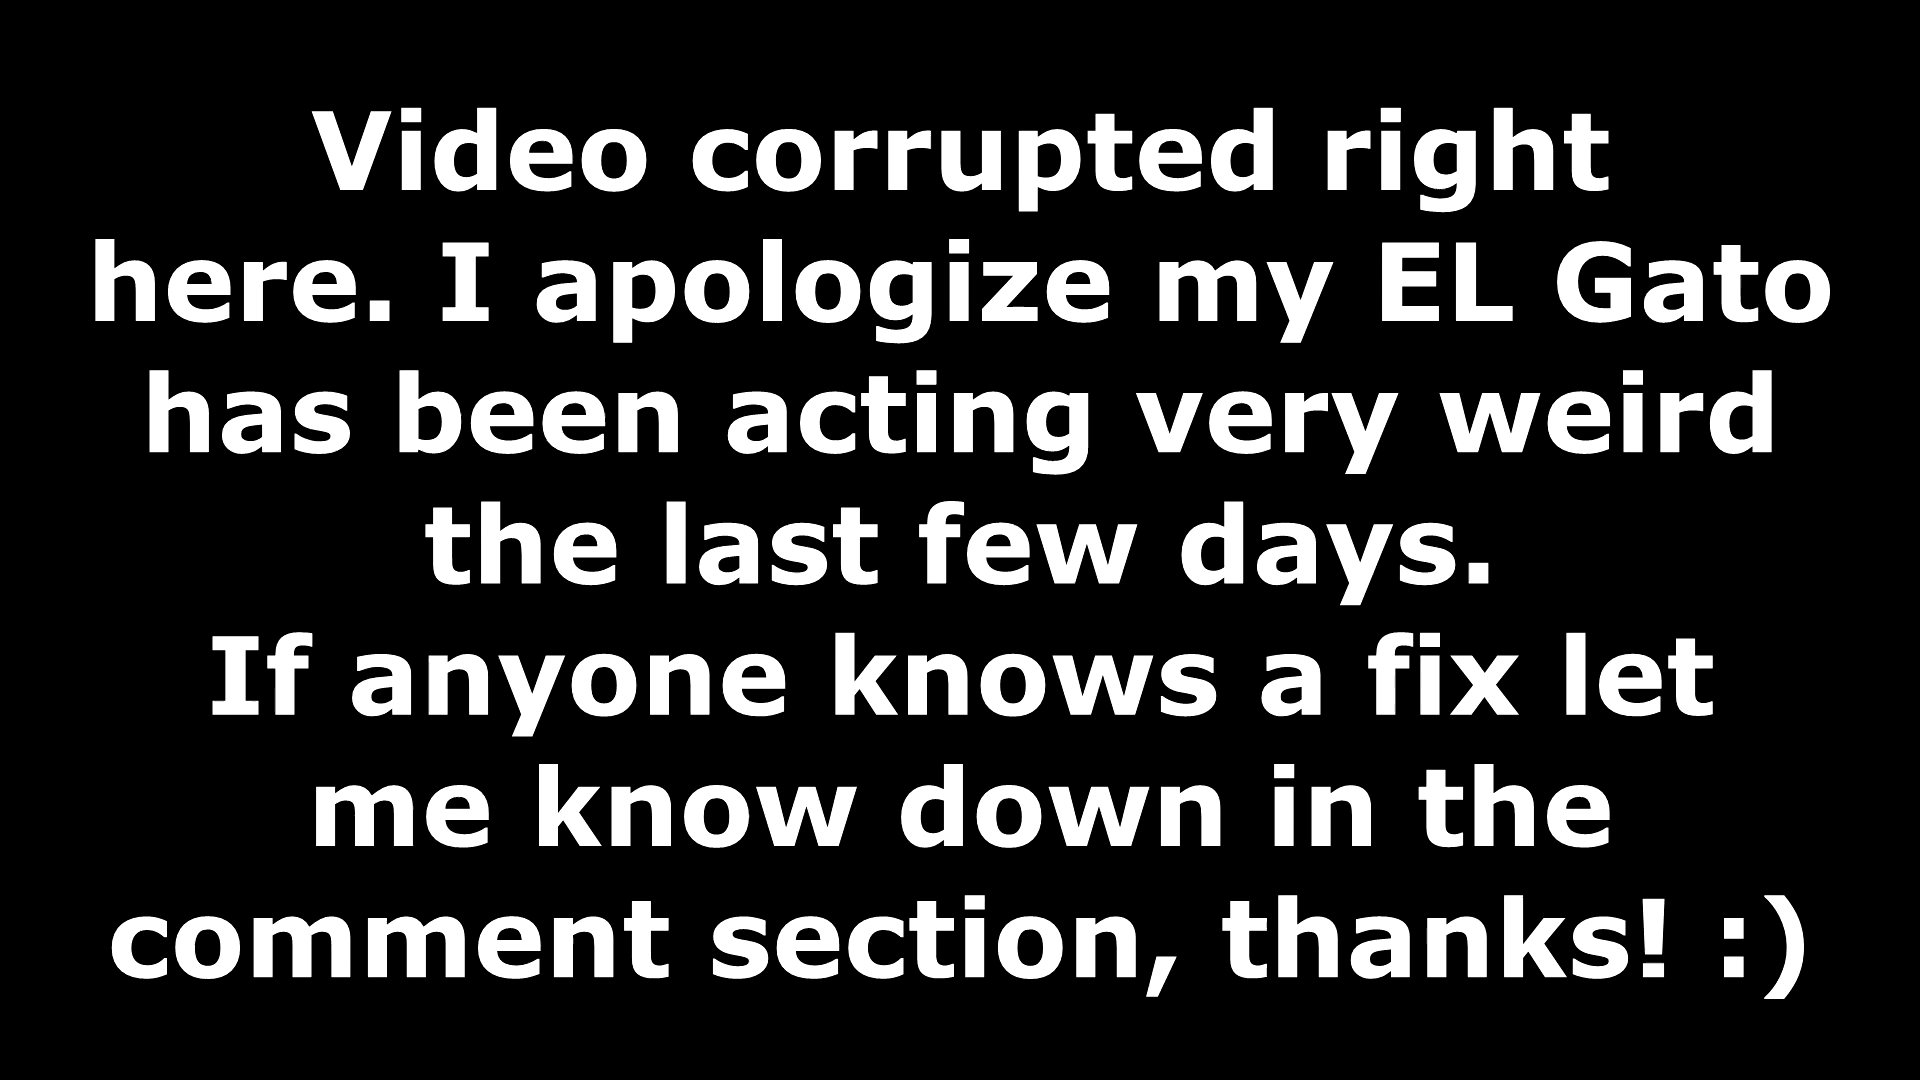 Video corrupted right
here. I apologize my EL Gato
has been acting very weird
the last few days.
If anyone knows a fix let
me know down in the
comment section, thanks! :)